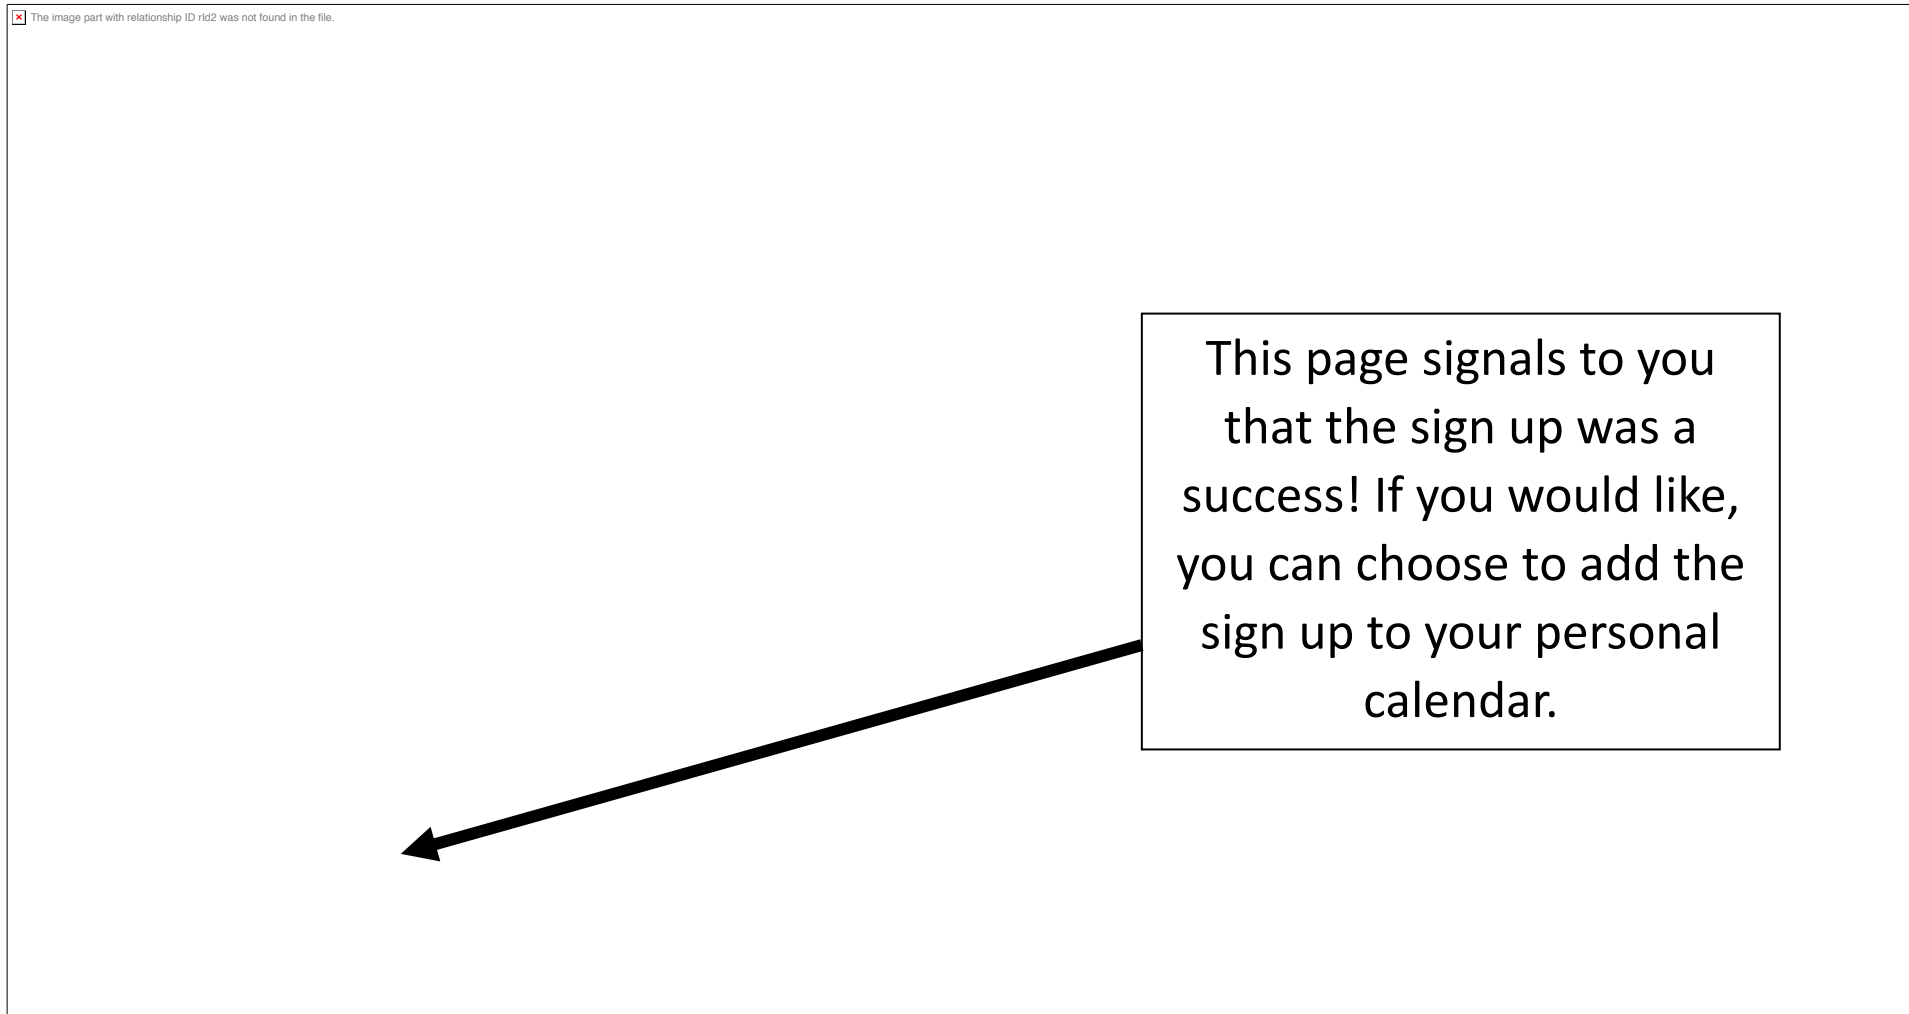 The image part with relationship ID rId2 was not found in the file.
This page signals to you
that the sign up was a
success! If you would like,
you can choose to add the
sign up to your personal
calendar.